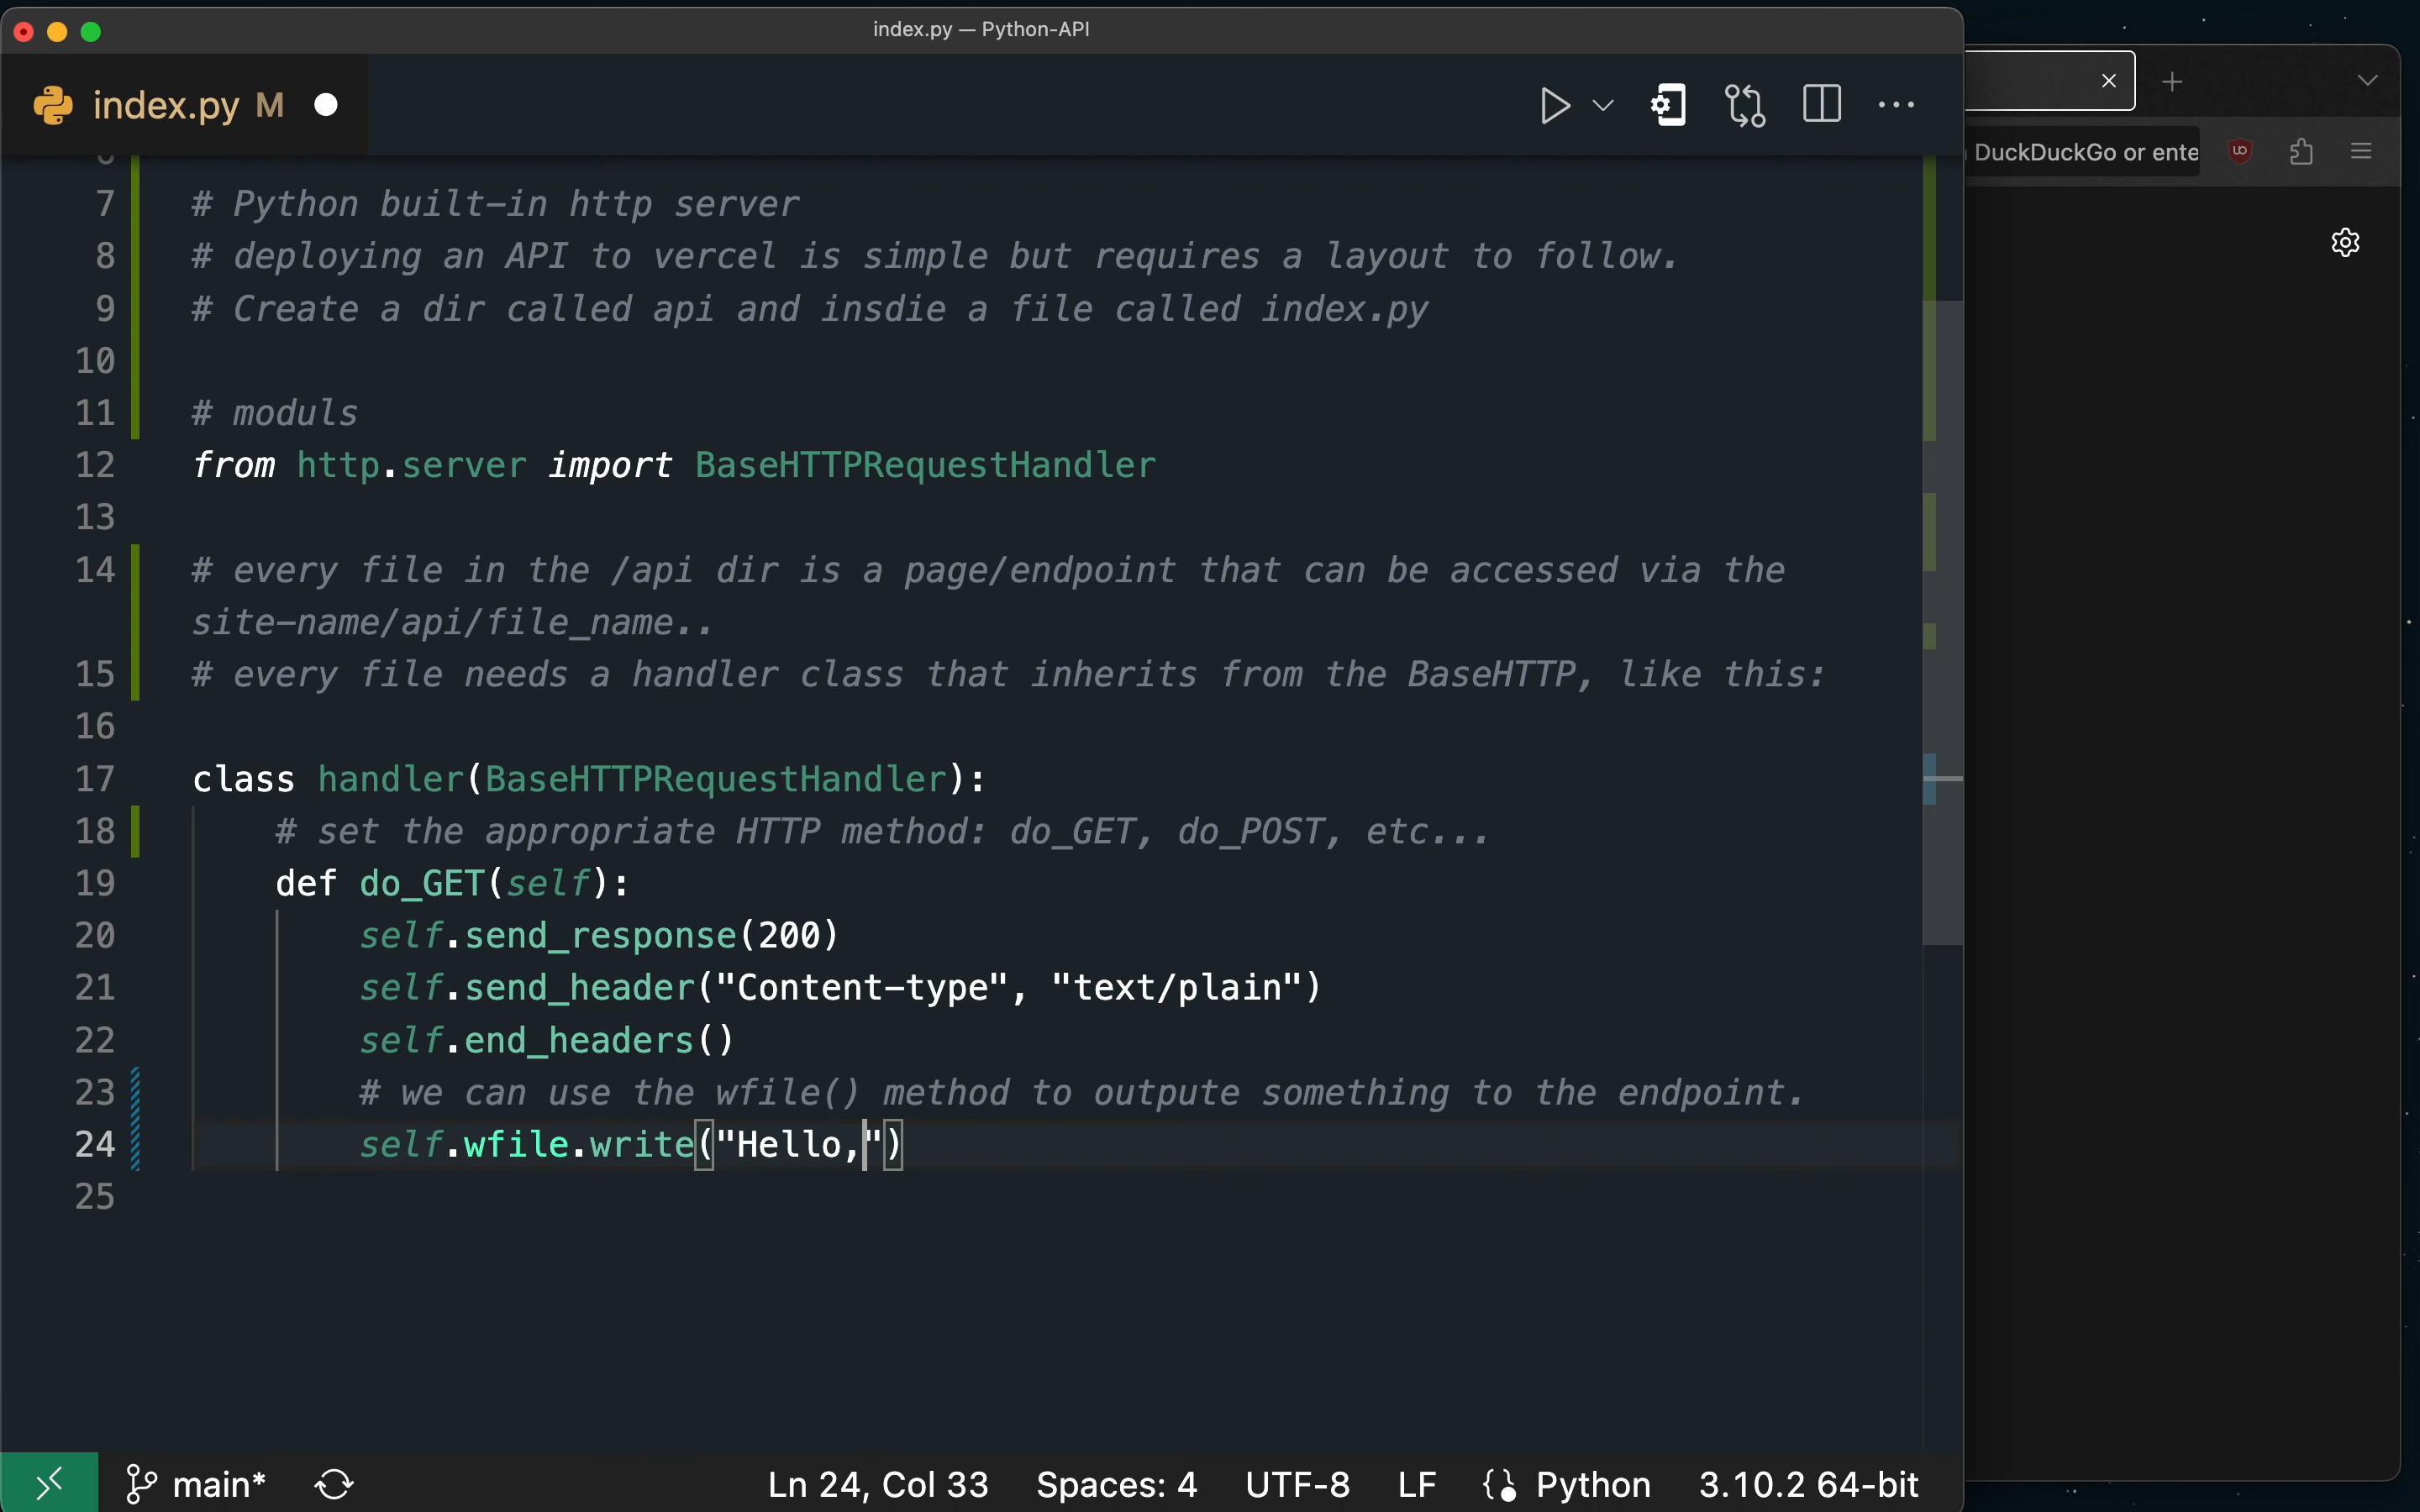 index.py — Python-API
index.py M
DuckDuckGo or ente
6
7 # Python built-in http server
8 # deploying an API to vercel is simple but requires a layout to follow.
9 # Create a dir called api and insdie a file called index.py
10
11 # moduls
12 from http.server import BaseHTTPRequestHandler
13
14 # every file in the /api dir is a page/endpoint that can be accessed via the
site-name/api/file_name..
15 # every file needs a handler class that inherits from the BaseHTTP, like this:
16
17 class handler(BaseHTTPRequestHandler):
18 # set the appropriate HTTP method: do_GET, do_POST, etc...
19 def do_GET(self):
20 self.send_response(200)
21 self.send_header("Content-type", "text/plain")
22 self.end_headers()
23 # we can use the wfile() method to outpute something to the endpoint.
24 self.wfile.write("Hello,")
25
main* Ln 24, Col 33 Spaces: 4 UTF-8 LF Python 3.10.2 64-bit